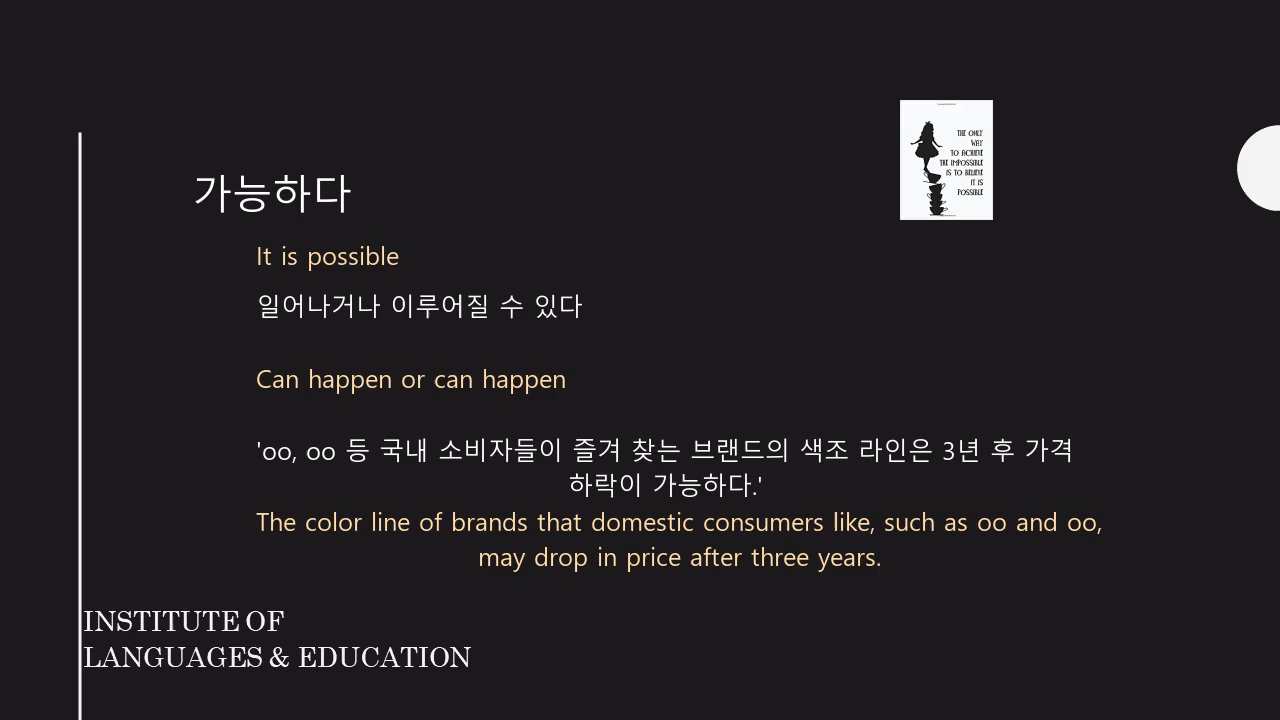 가능하다
THE ONLY
WAY
TO ACHIEVE
THE IMPOSSIBLE
IS TO BELIEVE
IT IS
POSSIBLE
It is possible
일어나거나 이루어질 수 있다
Can happen or can happen
'oo, oo 등 국내 소비자들이 즐겨 찾는 브랜드의 색조 라인은 3년 후 가격
하락이 가능하다.'
The color line of brands that domestic consumers like, such as oo and oo,
may drop in price after three years.
INSTITUTE OF
LANGUAGES & EDUCATION